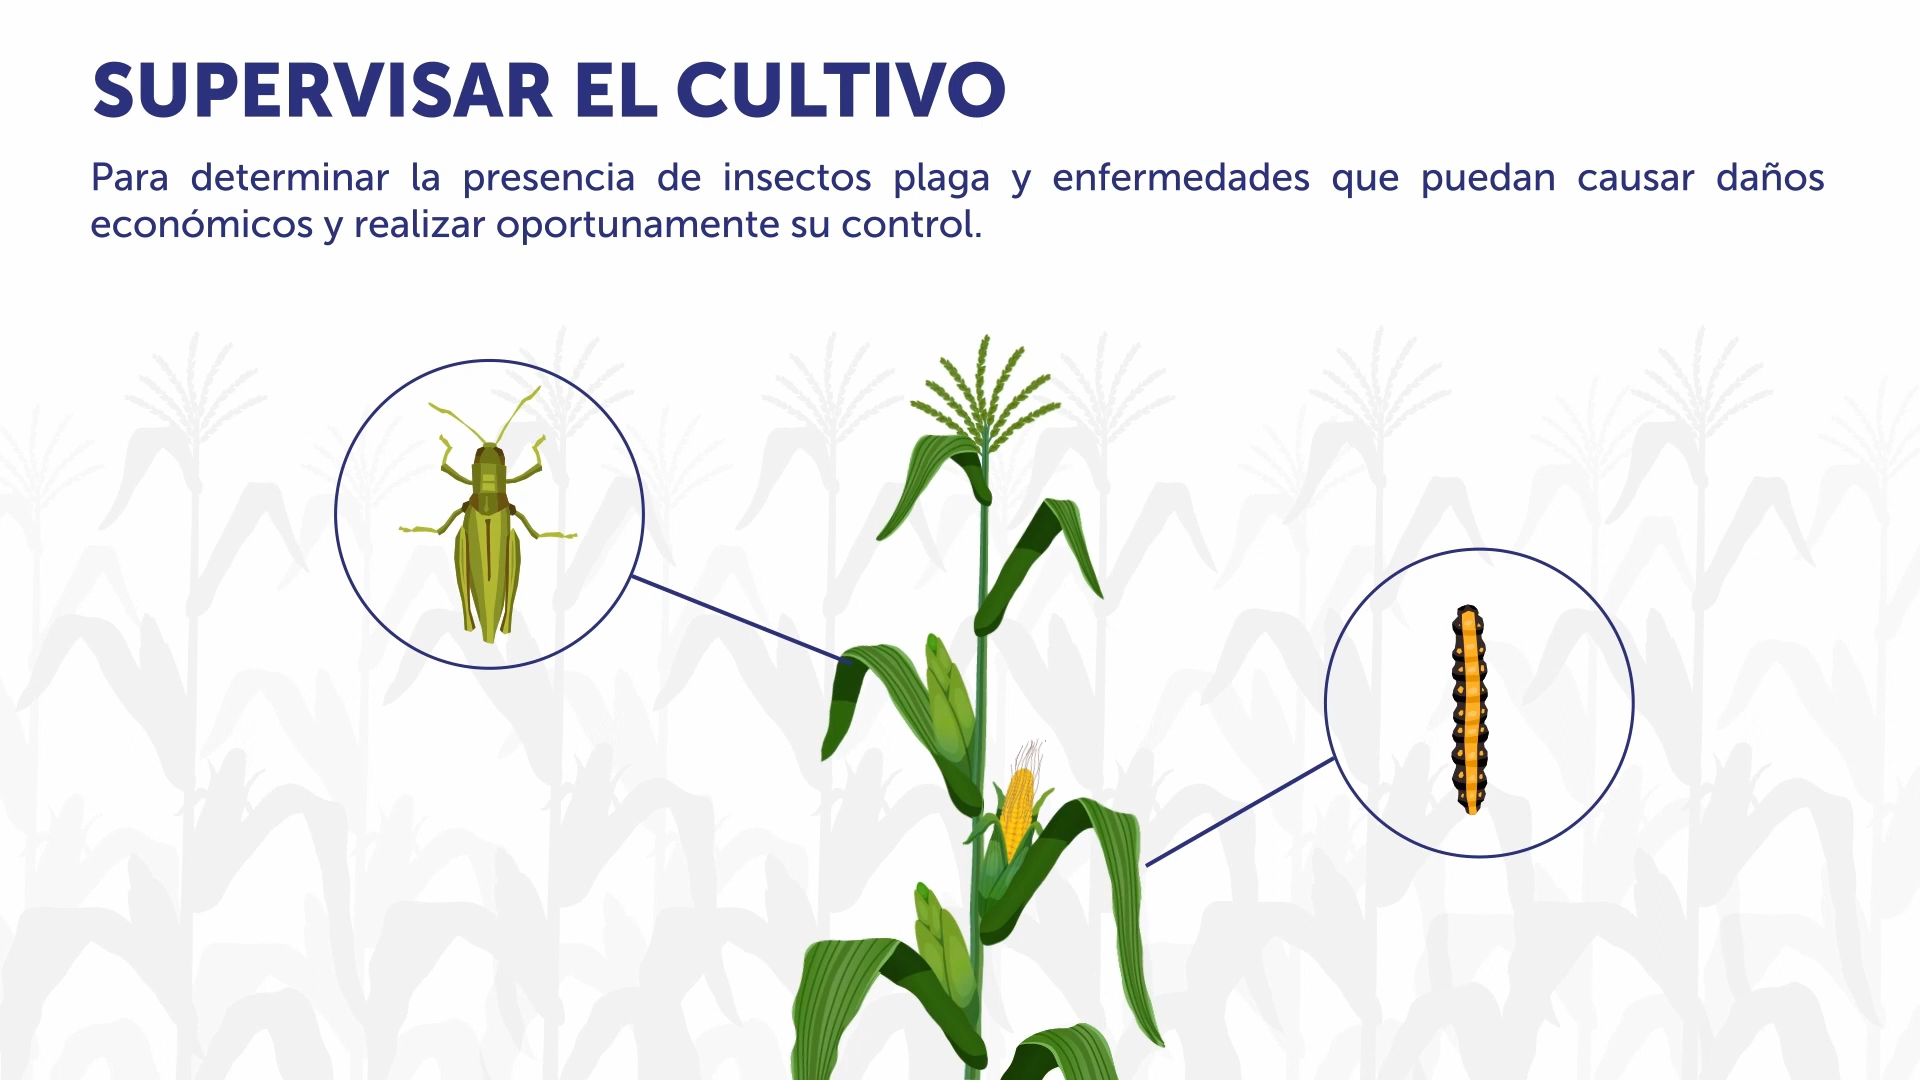 SUPERVISAR EL CULTIVO
Para determinar la presencia de insectos plaga y enfermedades que puedan causar daños
económicos y realizar oportunamente su control.